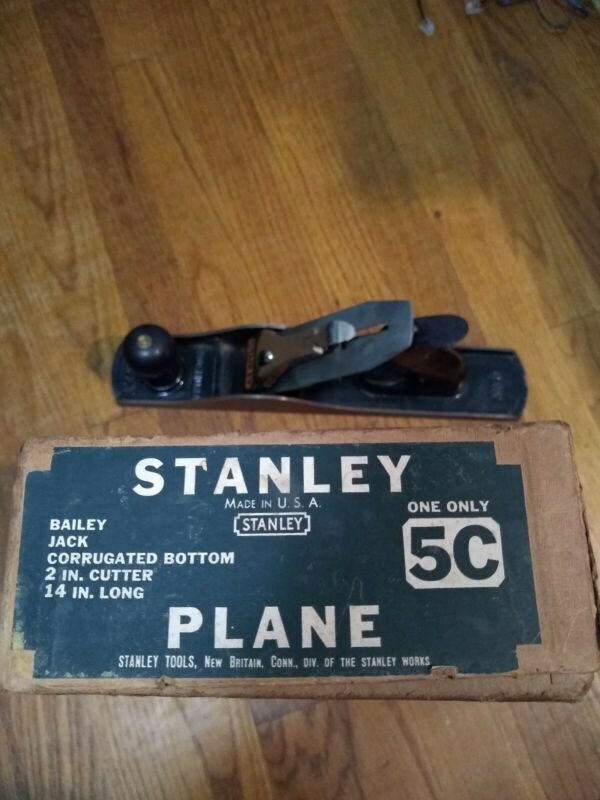 STANLEY
MADE IN U. S. A.
STANLEY
ONE ONLY
5C
BAILEY
JACK
CORRUGATED BOTTOM
2 IN. CUTTER
14 IN. LONG
PLANE
STANLEY TOOLS, NEW BRITAIN. CONN., DIV. OF THE STANLEY WORKS